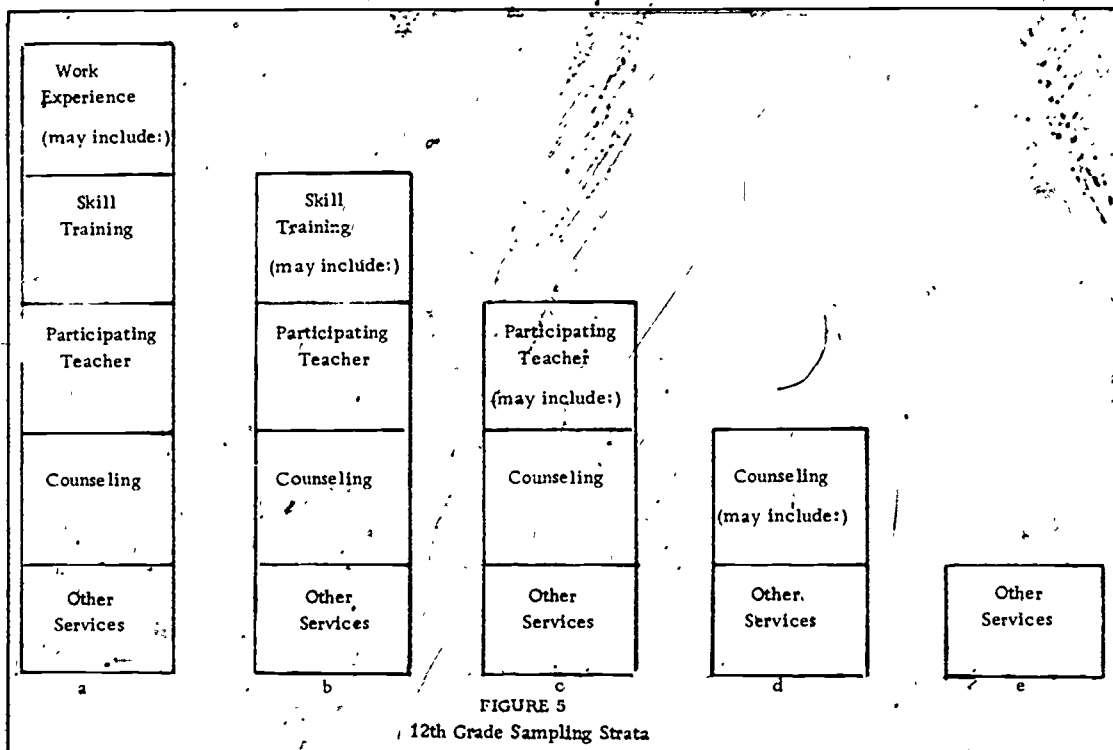 Work
Experience
(may include:)
Skill
Training
Participating
Teacher
Counseling
Other
Services
a
Skill
Training
(may include:)
Participating
Teacher
Counseling
Other
Services
b
Participating
Teacher
(may include:)
Counseling
Other
Services
c
Counseling
(may include:)
Other
Services
d
Other
Services
e
FIGURE 5
12th Grade Sampling Strata